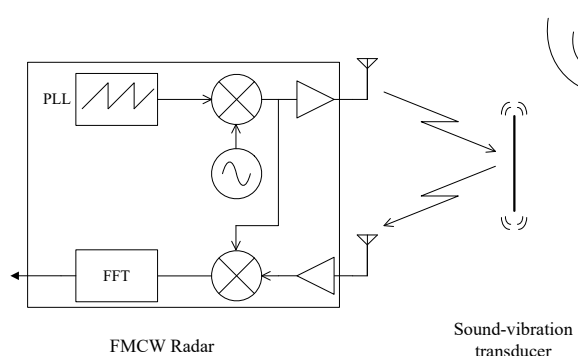 PLL
FFT
FMCW Radar
Sound-vibration
transducer